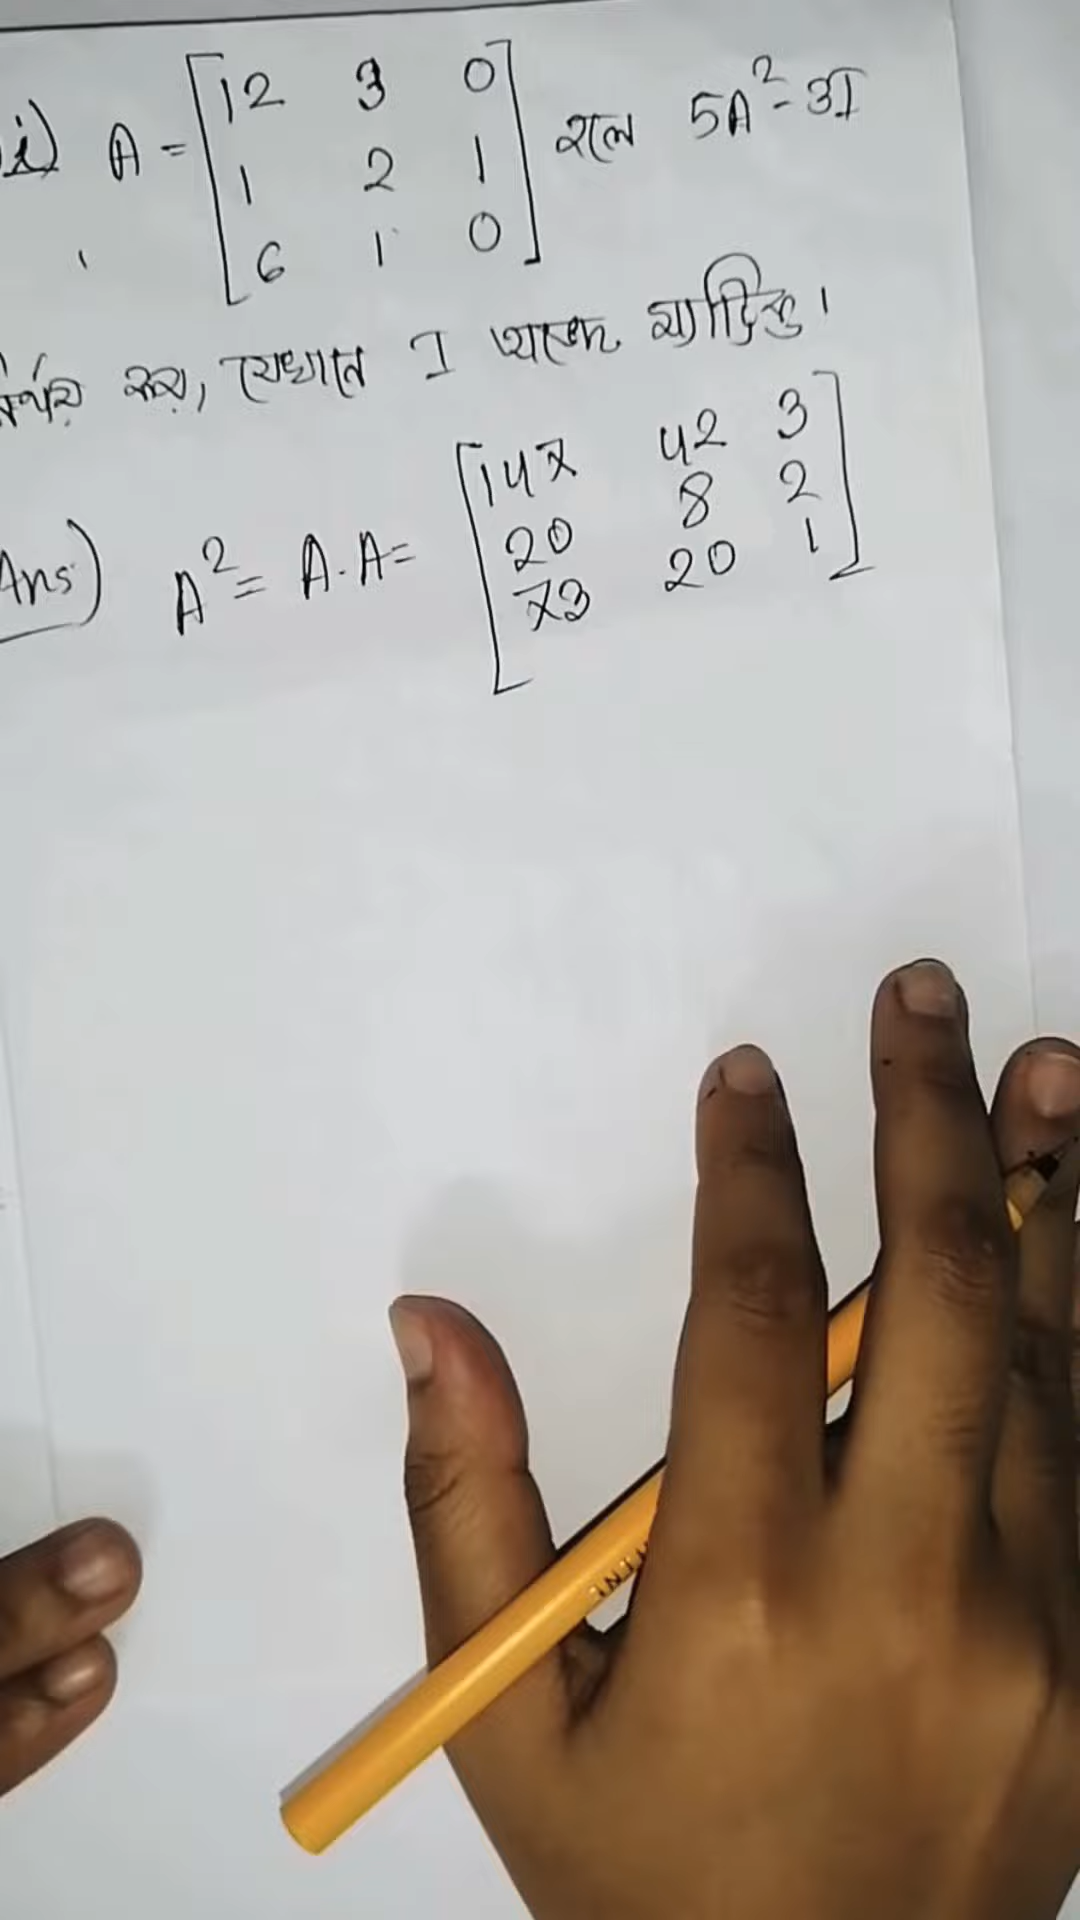 i) A = [12 3 0
1 2 1
6 1 0] হলে 5A²-3I
র্ণয় কর, যেখানে I অভেদ ম্যাট্রিক্স।
Ans) A² = A.A = [147 42 3
20 8 2
73 20 1]